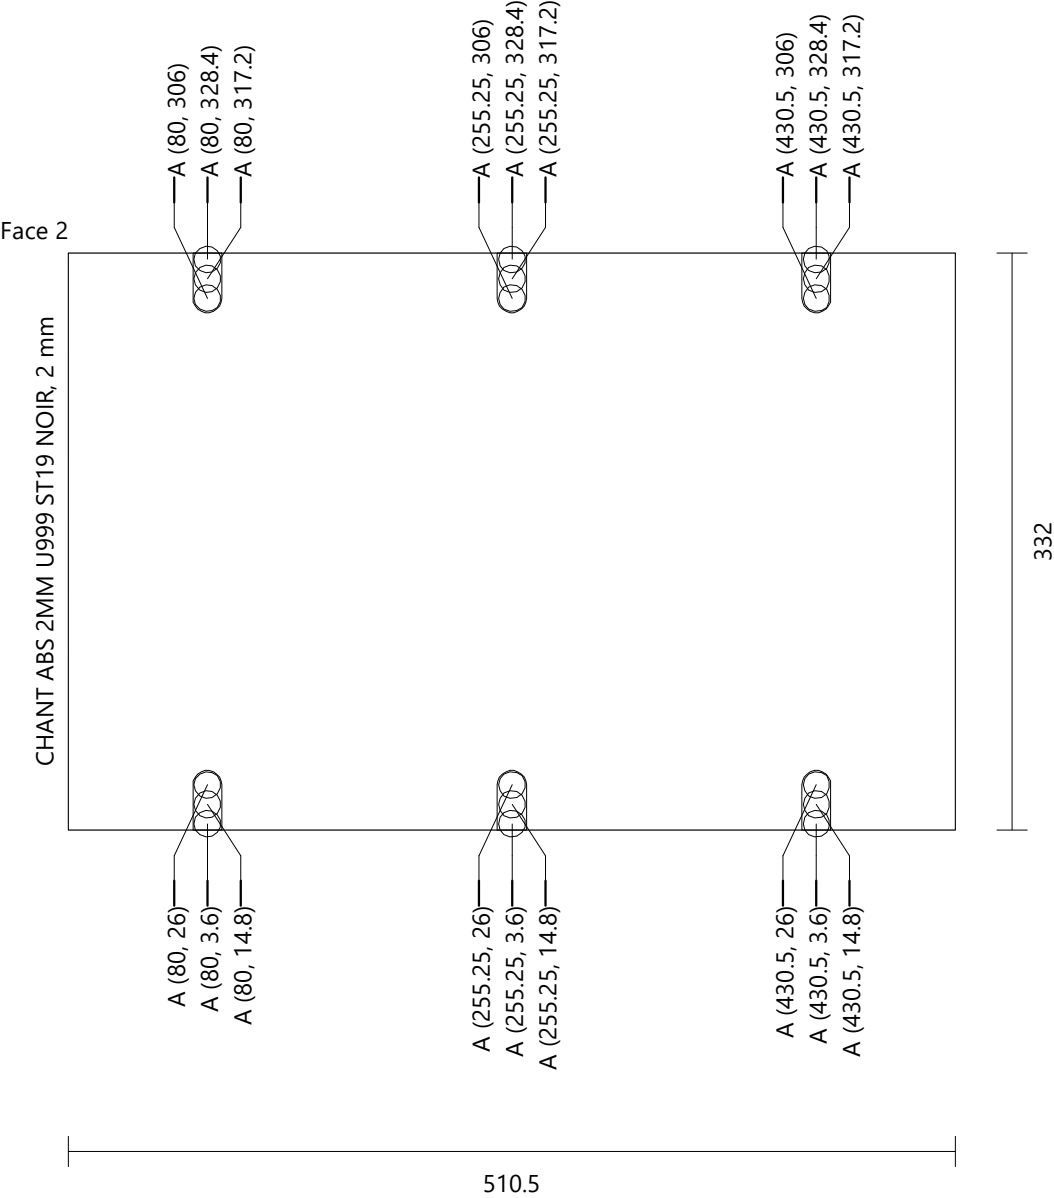 A (80, 306)
A (80, 328.4)
A (80, 317.2)
A (255.25, 306)
A (255.25, 328.4)
A (255.25, 317.2)
A (430.5, 306)
A (430.5, 328.4)
A (430.5, 317.2)
Face 2
CHANT ABS 2MM U999 ST19 NOIR, 2 mm
332
A (80, 26)
A (80, 3.6)
A (80, 14.8)
A (255.25, 26)
A (255.25, 3.6)
A (255.25, 14.8)
A (430.5, 26)
A (430.5, 3.6)
A (430.5, 14.8)
510.5